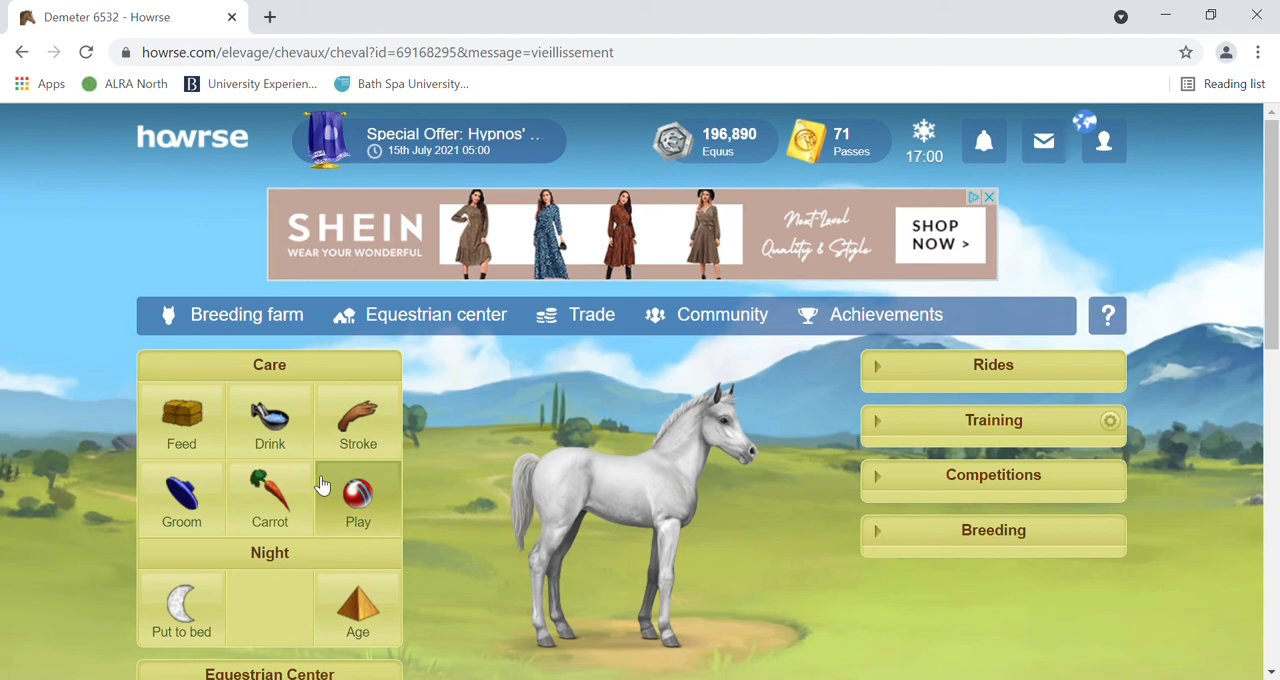 Demeter 6532 - Howrse
howrse.com/elevage/chevaux/cheval?id=69168295&message=vieillissement
Apps ALRA North University Experien... Bath Spa University... Reading list
howrse
Special Offer: Hypnos' ...
15th July 2021 05:00
196,890
Equus
71
Passes
17:00
SHEIN
WEAR YOUR WONDERFUL
Next-Level
Quality & Style
SHOP
NOW >
Breeding farm Equestrian center Trade Community Achievements ?
Care
Feed Drink Stroke
Groom Carrot Play
Night
Put to bed Age
Equestrian Center
Rides
Training
Competitions
Breeding